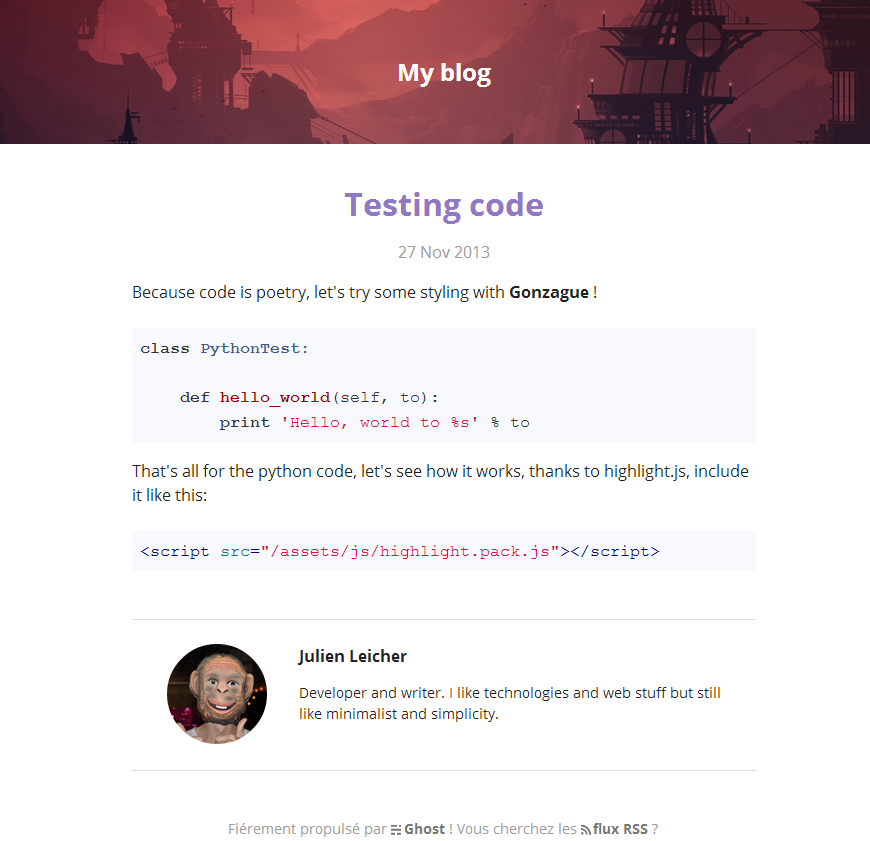 My blog
Testing code
27 Nov 2013
Because code is poetry, let's try some styling with Gonzague !
class PythonTest:
    def hello_world(self, to):
        print 'Hello, world to %s' % to
That's all for the python code, let's see how it works, thanks to highlight.js, include
it like this:
<script src="/assets/js/highlight.pack.js"></script>
Julien Leicher
Developer and writer. I like technologies and web stuff but still
like minimalist and simplicity.
Fiérement propulsé par Ghost ! Vous cherchez les flux RSS ?